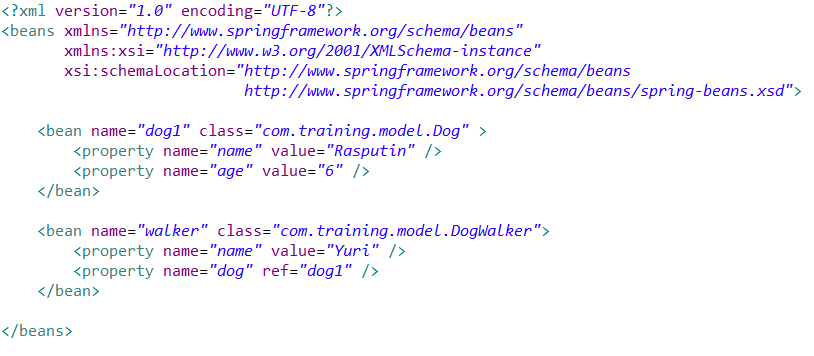 <?xml version="1.0" encoding="UTF-8"?>
<beans xmlns="http://www.springframework.org/schema/beans"
       xmlns:xsi="http://www.w3.org/2001/XMLSchema-instance"
       xsi:schemaLocation="http://www.springframework.org/schema/beans
                           http://www.springframework.org/schema/beans/spring-beans.xsd">

    <bean name="dog1" class="com.training.model.Dog" >
        <property name="name" value="Rasputin" />
        <property name="age" value="6" />
    </bean>

    <bean name="walker" class="com.training.model.DogWalker">
        <property name="name" value="Yuri" />
        <property name="dog" ref="dog1" />
    </bean>

</beans>